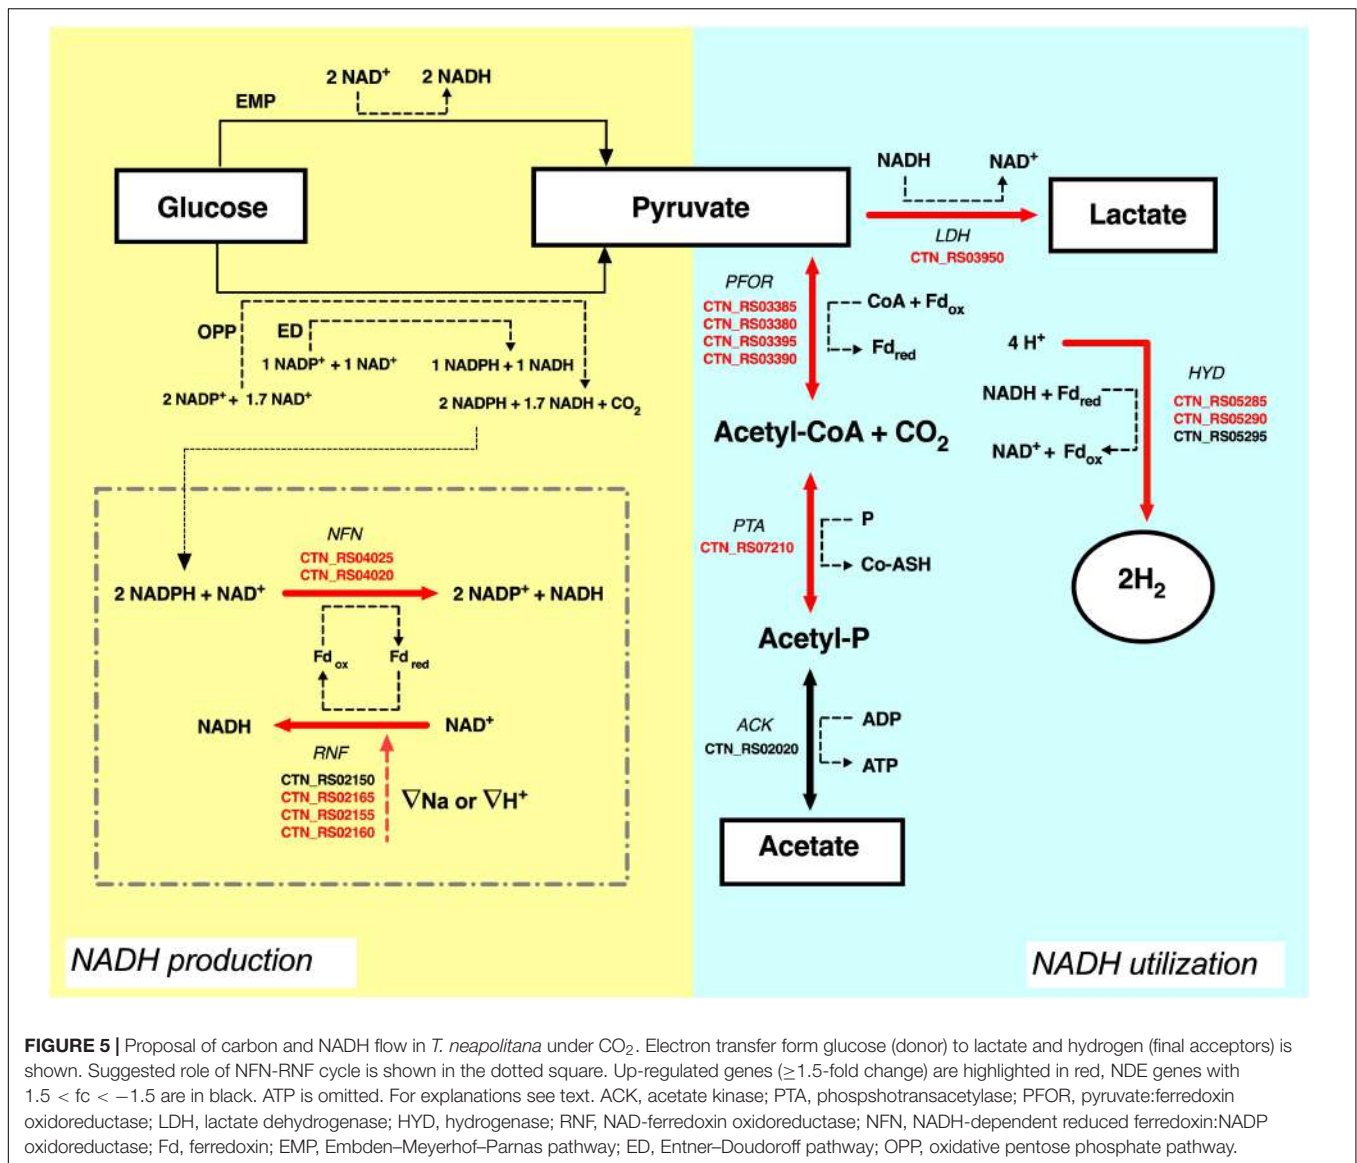 2 NAD+ 2 NADH
EMP
Glucose
Pyruvate
NADH NAD+
Lactate
LDH
CTN_RS03950
OPP
ED
1 NADP+ + 1 NAD+ 1 NADPH + 1 NADH
2 NADP+ + 1.7 NAD+ 2 NADPH + 1.7 NADH + CO2
PFOR
CTN_RS03385
CTN_RS03380
CTN_RS03395
CTN_RS03390
CoA + Fdox
Fdred
4 H+
HYD
NADH + Fdred
CTN_RS05285
CTN_RS05290
CTN_RS05295
NAD+ + Fdox
Acetyl-CoA + CO2
2H2
NFN
CTN_RS04025
CTN_RS04020
2 NADPH + NAD+ 2 NADP+ + NADH
Fd ox Fd red
NADH NAD+
RNF
CTN_RS02150
CTN_RS02165
CTN_RS02155
CTN_RS02160
∇Na or ∇H+
PTA
CTN_RS07210
P
Co-ASH
Acetyl-P
ACK
CTN_RS02020
ADP
ATP
Acetate
NADH production
NADH utilization
FIGURE 5 | Proposal of carbon and NADH flow in T. neapolitana under CO2. Electron transfer form glucose (donor) to lactate and hydrogen (final acceptors) is
shown. Suggested role of NFN-RNF cycle is shown in the dotted square. Up-regulated genes (≥1.5-fold change) are highlighted in red, NDE genes with
1.5 < fc < −1.5 are in black. ATP is omitted. For explanations see text. ACK, acetate kinase; PTA, phospshotransacetylase; PFOR, pyruvate:ferredoxin
oxidoreductase; LDH, lactate dehydrogenase; HYD, hydrogenase; RNF, NAD-ferredoxin oxidoreductase; NFN, NADH-dependent reduced ferredoxin:NADP
oxidoreductase; Fd, ferredoxin; EMP, Embden–Meyerhof–Parnas pathway; ED, Entner–Doudoroff pathway; OPP, oxidative pentose phosphate pathway.